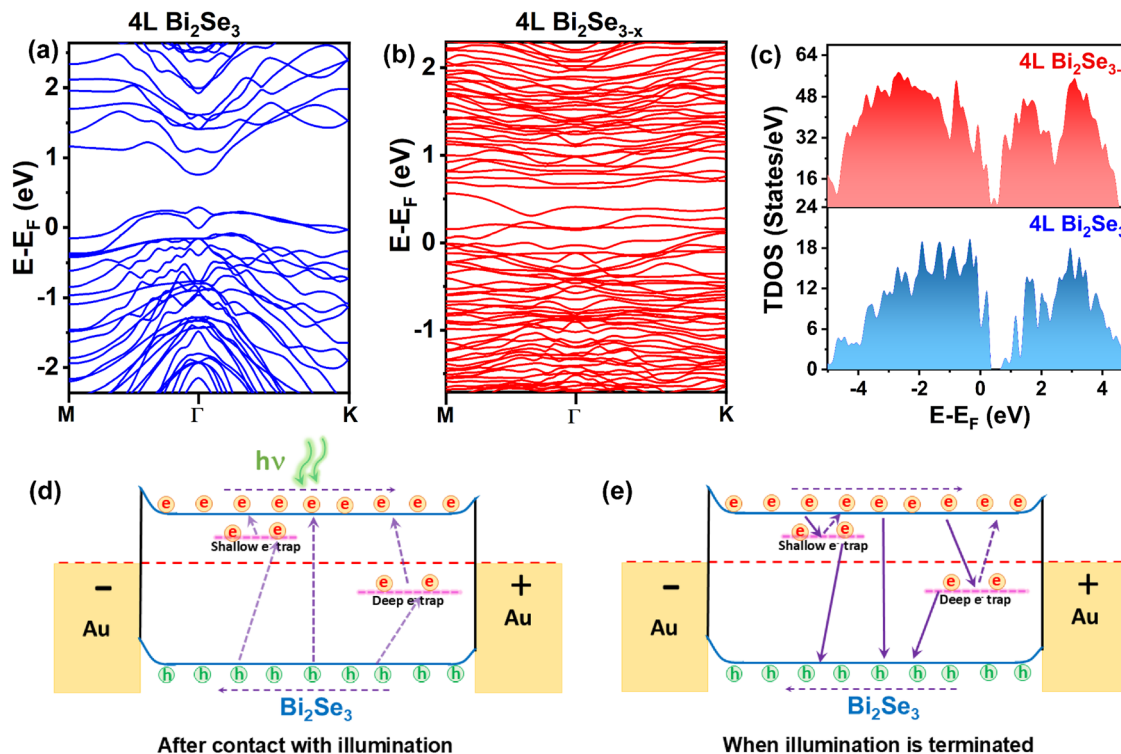 4L Bi₂Se₃
4L Bi₂Se₃₋ₓ
(a)
2
1
0
-1
-2
E-E_F (eV)
M Γ K
(b)
2
1
0
-1
E-E_F (eV)
M Γ K
(c)
4L Bi₂Se₃₋
64
48
32
16
24
4L Bi₂Se₃
18
12
6
0
TDOS (States/eV)
-4 -2 0 2 4
E-E_F (eV)
(d)
hν
e e e e e e e e e
e e
Shallow e⁻ trap
e e
Deep e⁻ trap
- Au
+ Au
h h h h h h h h h
Bi₂Se₃
After contact with illumination
(e)
e e e e e e e e e
e e
Shallow e⁻ trap
e e
Deep e⁻ trap
- Au
+ Au
h h h h h h h h h
Bi₂Se₃
When illumination is terminated